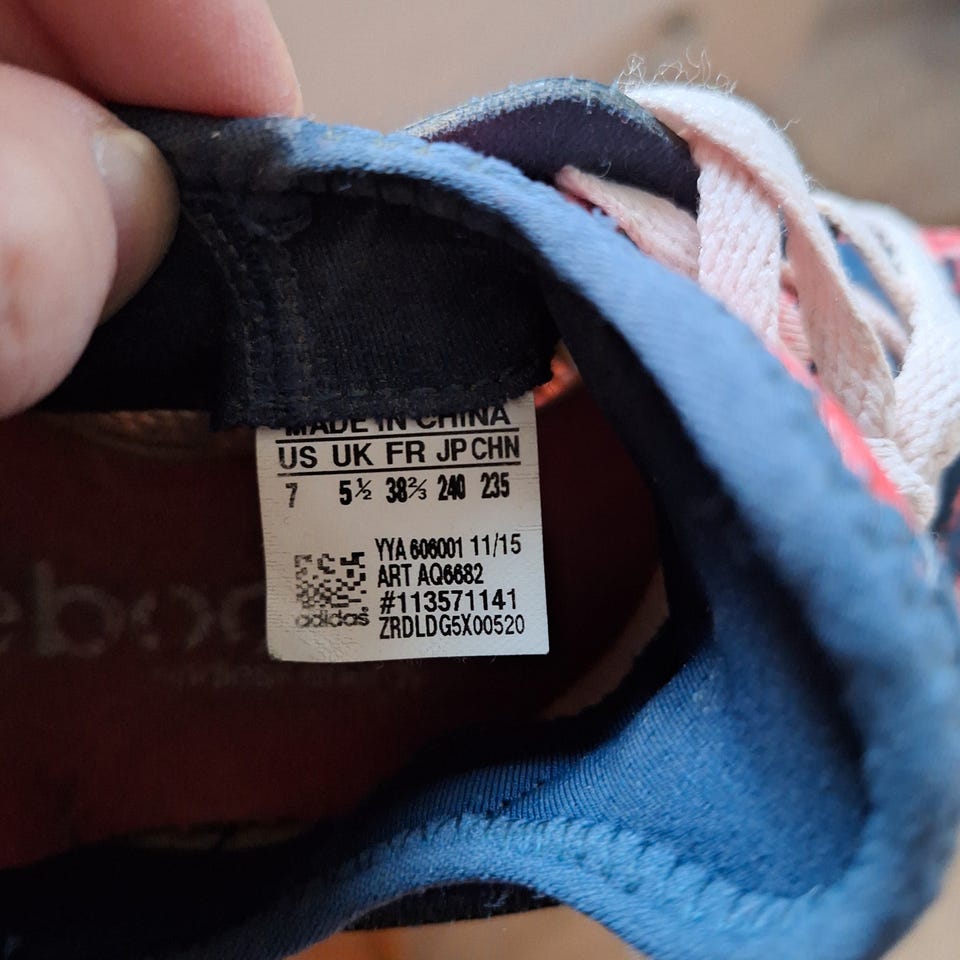 MADE IN CHINA
US UK FR JP CHN
7 5½ 38⅔ 240 235
YYA 606001 11/15
ART AQ6682
#113571141
adidas
ZRDLDG5X00520